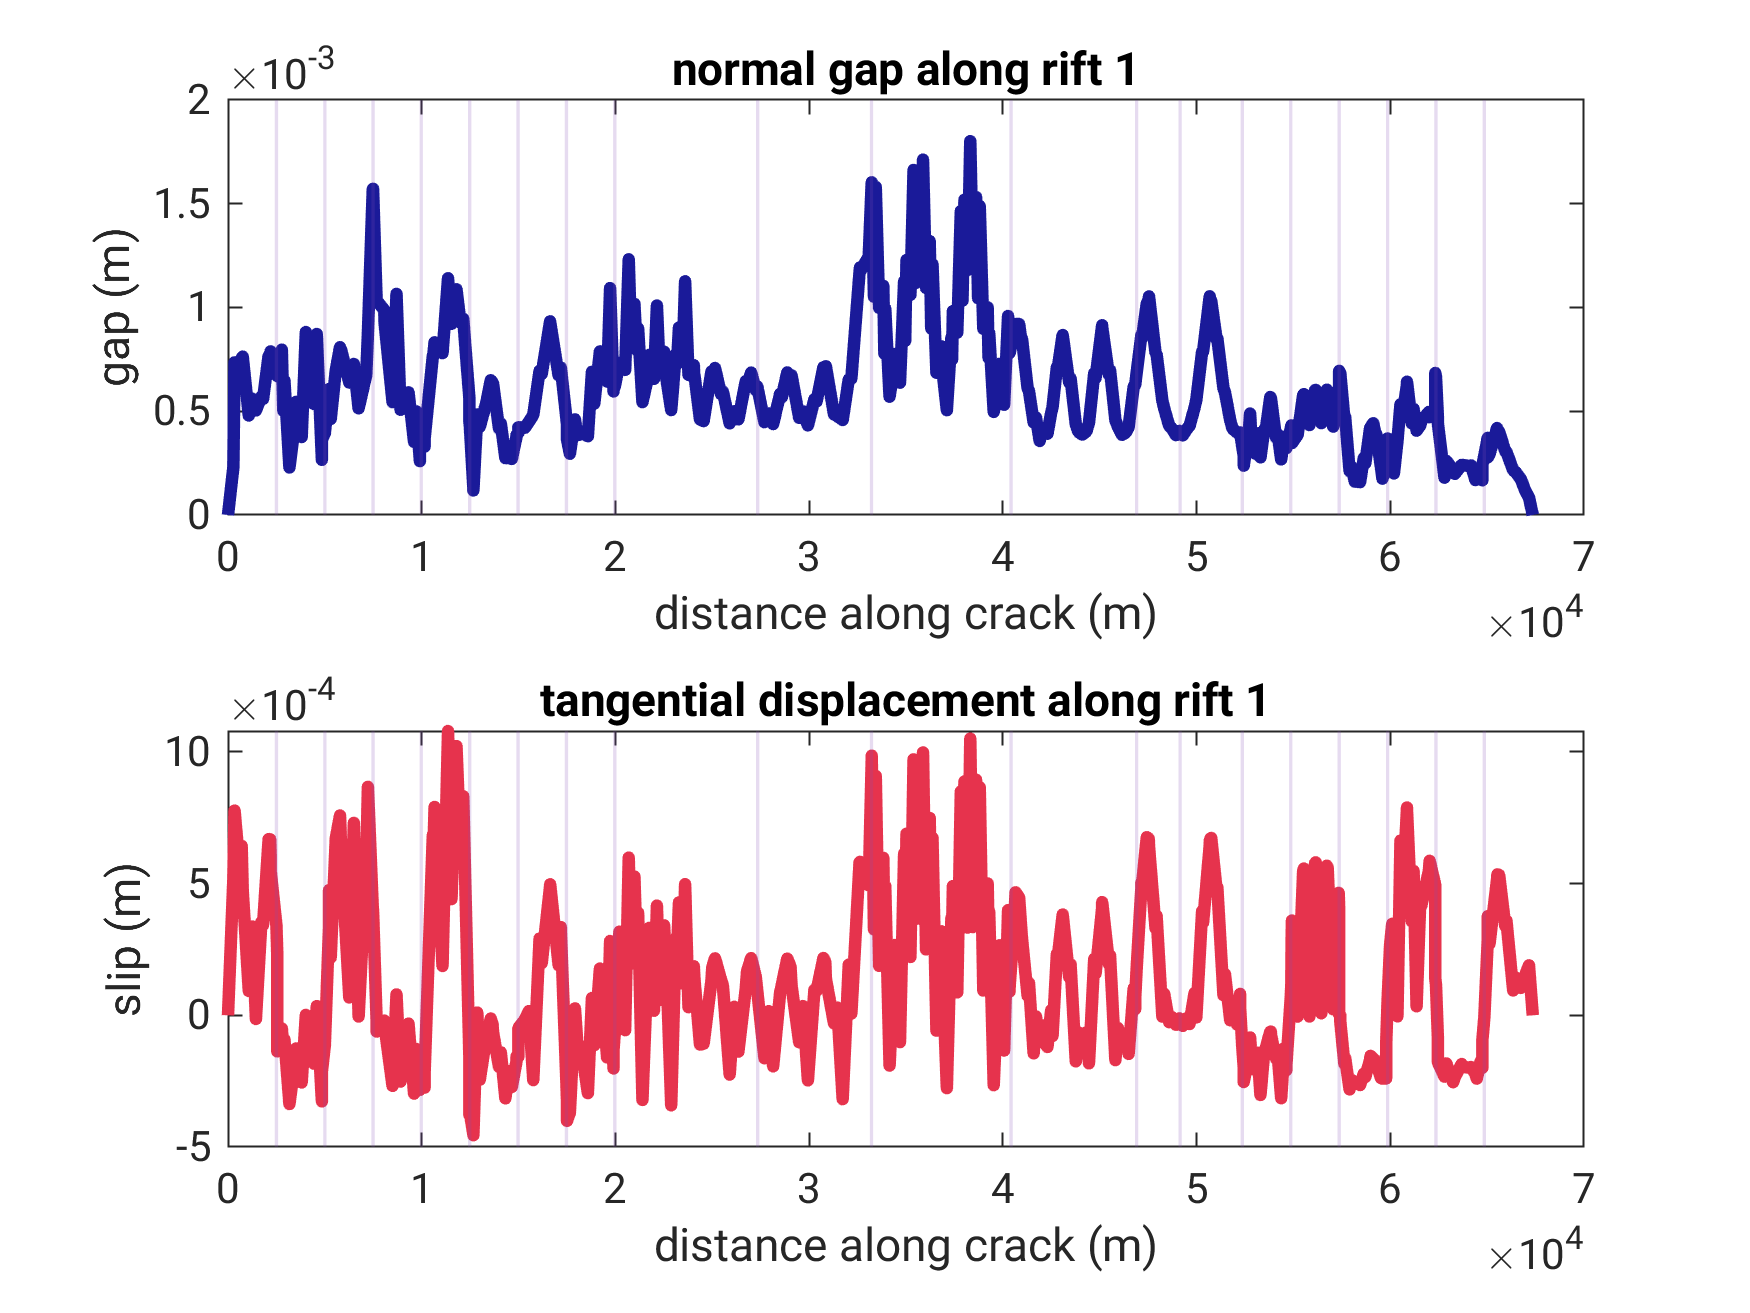 ×10⁻³
normal gap along rift 1
2
1.5
1
0.5
0
gap (m)
0 1 2 3 4 5 6 7
distance along crack (m)
×10⁴
×10⁻⁴
tangential displacement along rift 1
10
5
0
-5
slip (m)
0 1 2 3 4 5 6 7
distance along crack (m)
×10⁴